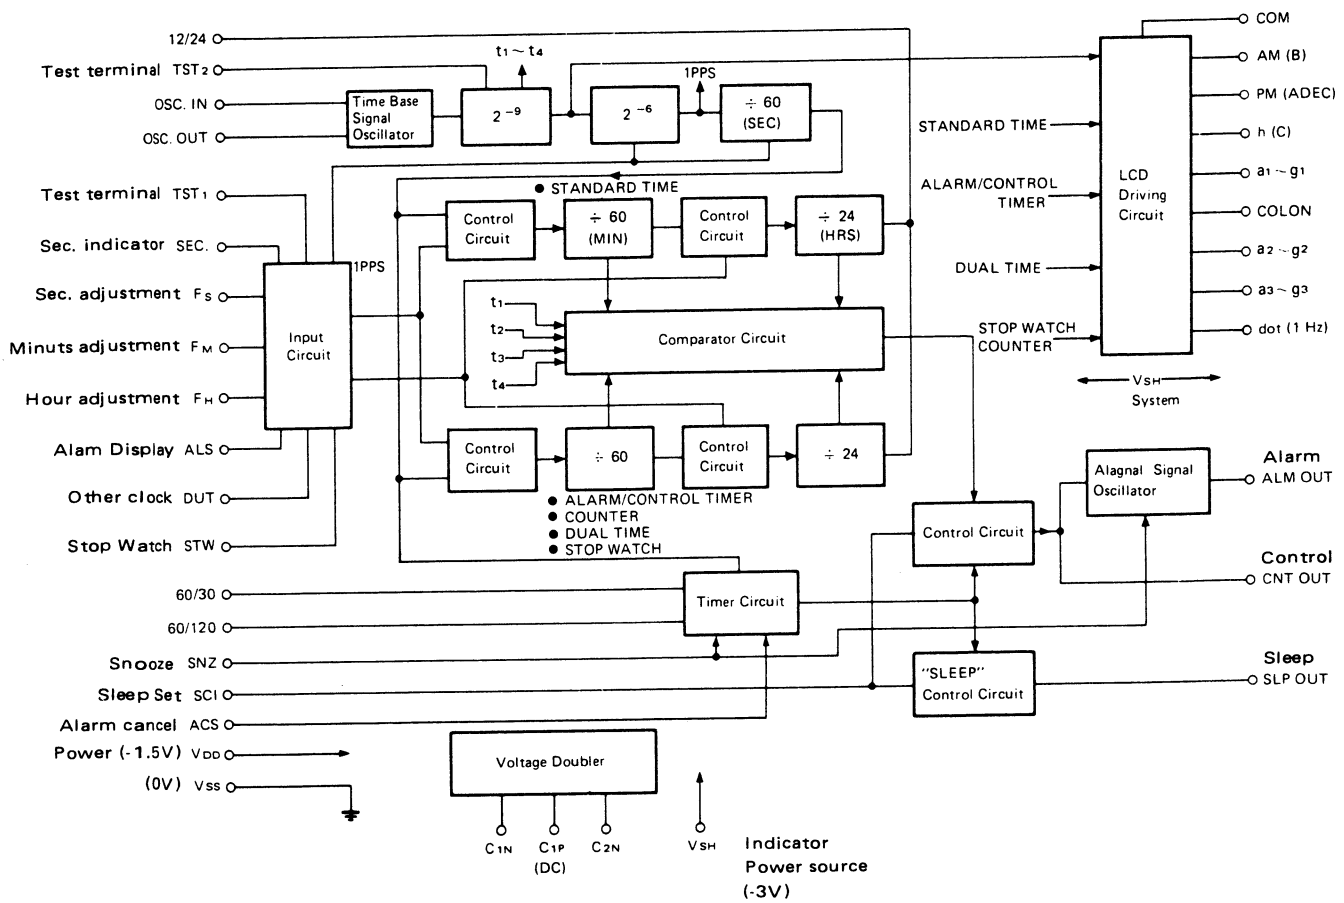 12/24
Test terminal TST2
OSC. IN
OSC. OUT
Time Base
Signal
Oscillator
t1~t4
2−9
2−6
1PPS
÷ 60
(SEC)
COM
AM (B)
PM (ADEC)
h (C)
a1~g1
COLON
a2~g2
a3~g3
dot (1 Hz)
STANDARD TIME
ALARM/CONTROL
TIMER
DUAL TIME
STOP WATCH
COUNTER
LCD
Driving
Circuit
VSH
System
Test terminal TST1
Sec. indicator SEC.
Sec. adjustment FS
Minuts adjustment FM
Hour adjustment FH
Alam Display ALS
Other clock DUT
Stop Watch STW
1PPS
Input
Circuit
● STANDARD TIME
Control
Circuit
÷ 60
(MIN)
Control
Circuit
÷ 24
(HRS)
t1
t2
t3
t4
Comparator Circuit
Control
Circuit
÷ 60
Control
Circuit
÷ 24
● ALARM/CONTROL TIMER
● COUNTER
● DUAL TIME
● STOP WATCH
Control Circuit
Alagnal Signal
Oscillator
Alarm
ALM OUT
Control
CNT OUT
60/30
60/120
Timer Circuit
Snooze SNZ
Sleep Set SCI
Alarm cancel ACS
"SLEEP"
Control Circuit
Sleep
SLP OUT
Power (-1.5V) VDD
(0V) VSS
Voltage Doubler
C1N
C1P
(DC)
C2N
VSH
Indicator
Power source
(-3V)